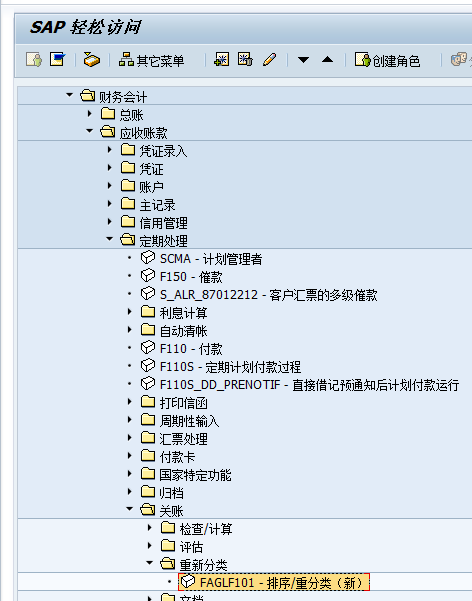 SAP 轻松访问
其它菜单 创建角色
财务会计
总账
应收账款
凭证录入
凭证
账户
主记录
信用管理
定期处理
SCMA - 计划管理者
F150 - 催款
S_ALR_87012212 - 客户汇票的多级催款
利息计算
自动清帐
F110 - 付款
F110S - 定期计划付款过程
F110S_DD_PRENOTIF - 直接借记预通知后计划付款运行
打印信函
周期性输入
汇票处理
付款卡
国家特定功能
归档
关账
检查/计算
评估
重新分类
FAGLF101 - 排序/重分类（新）